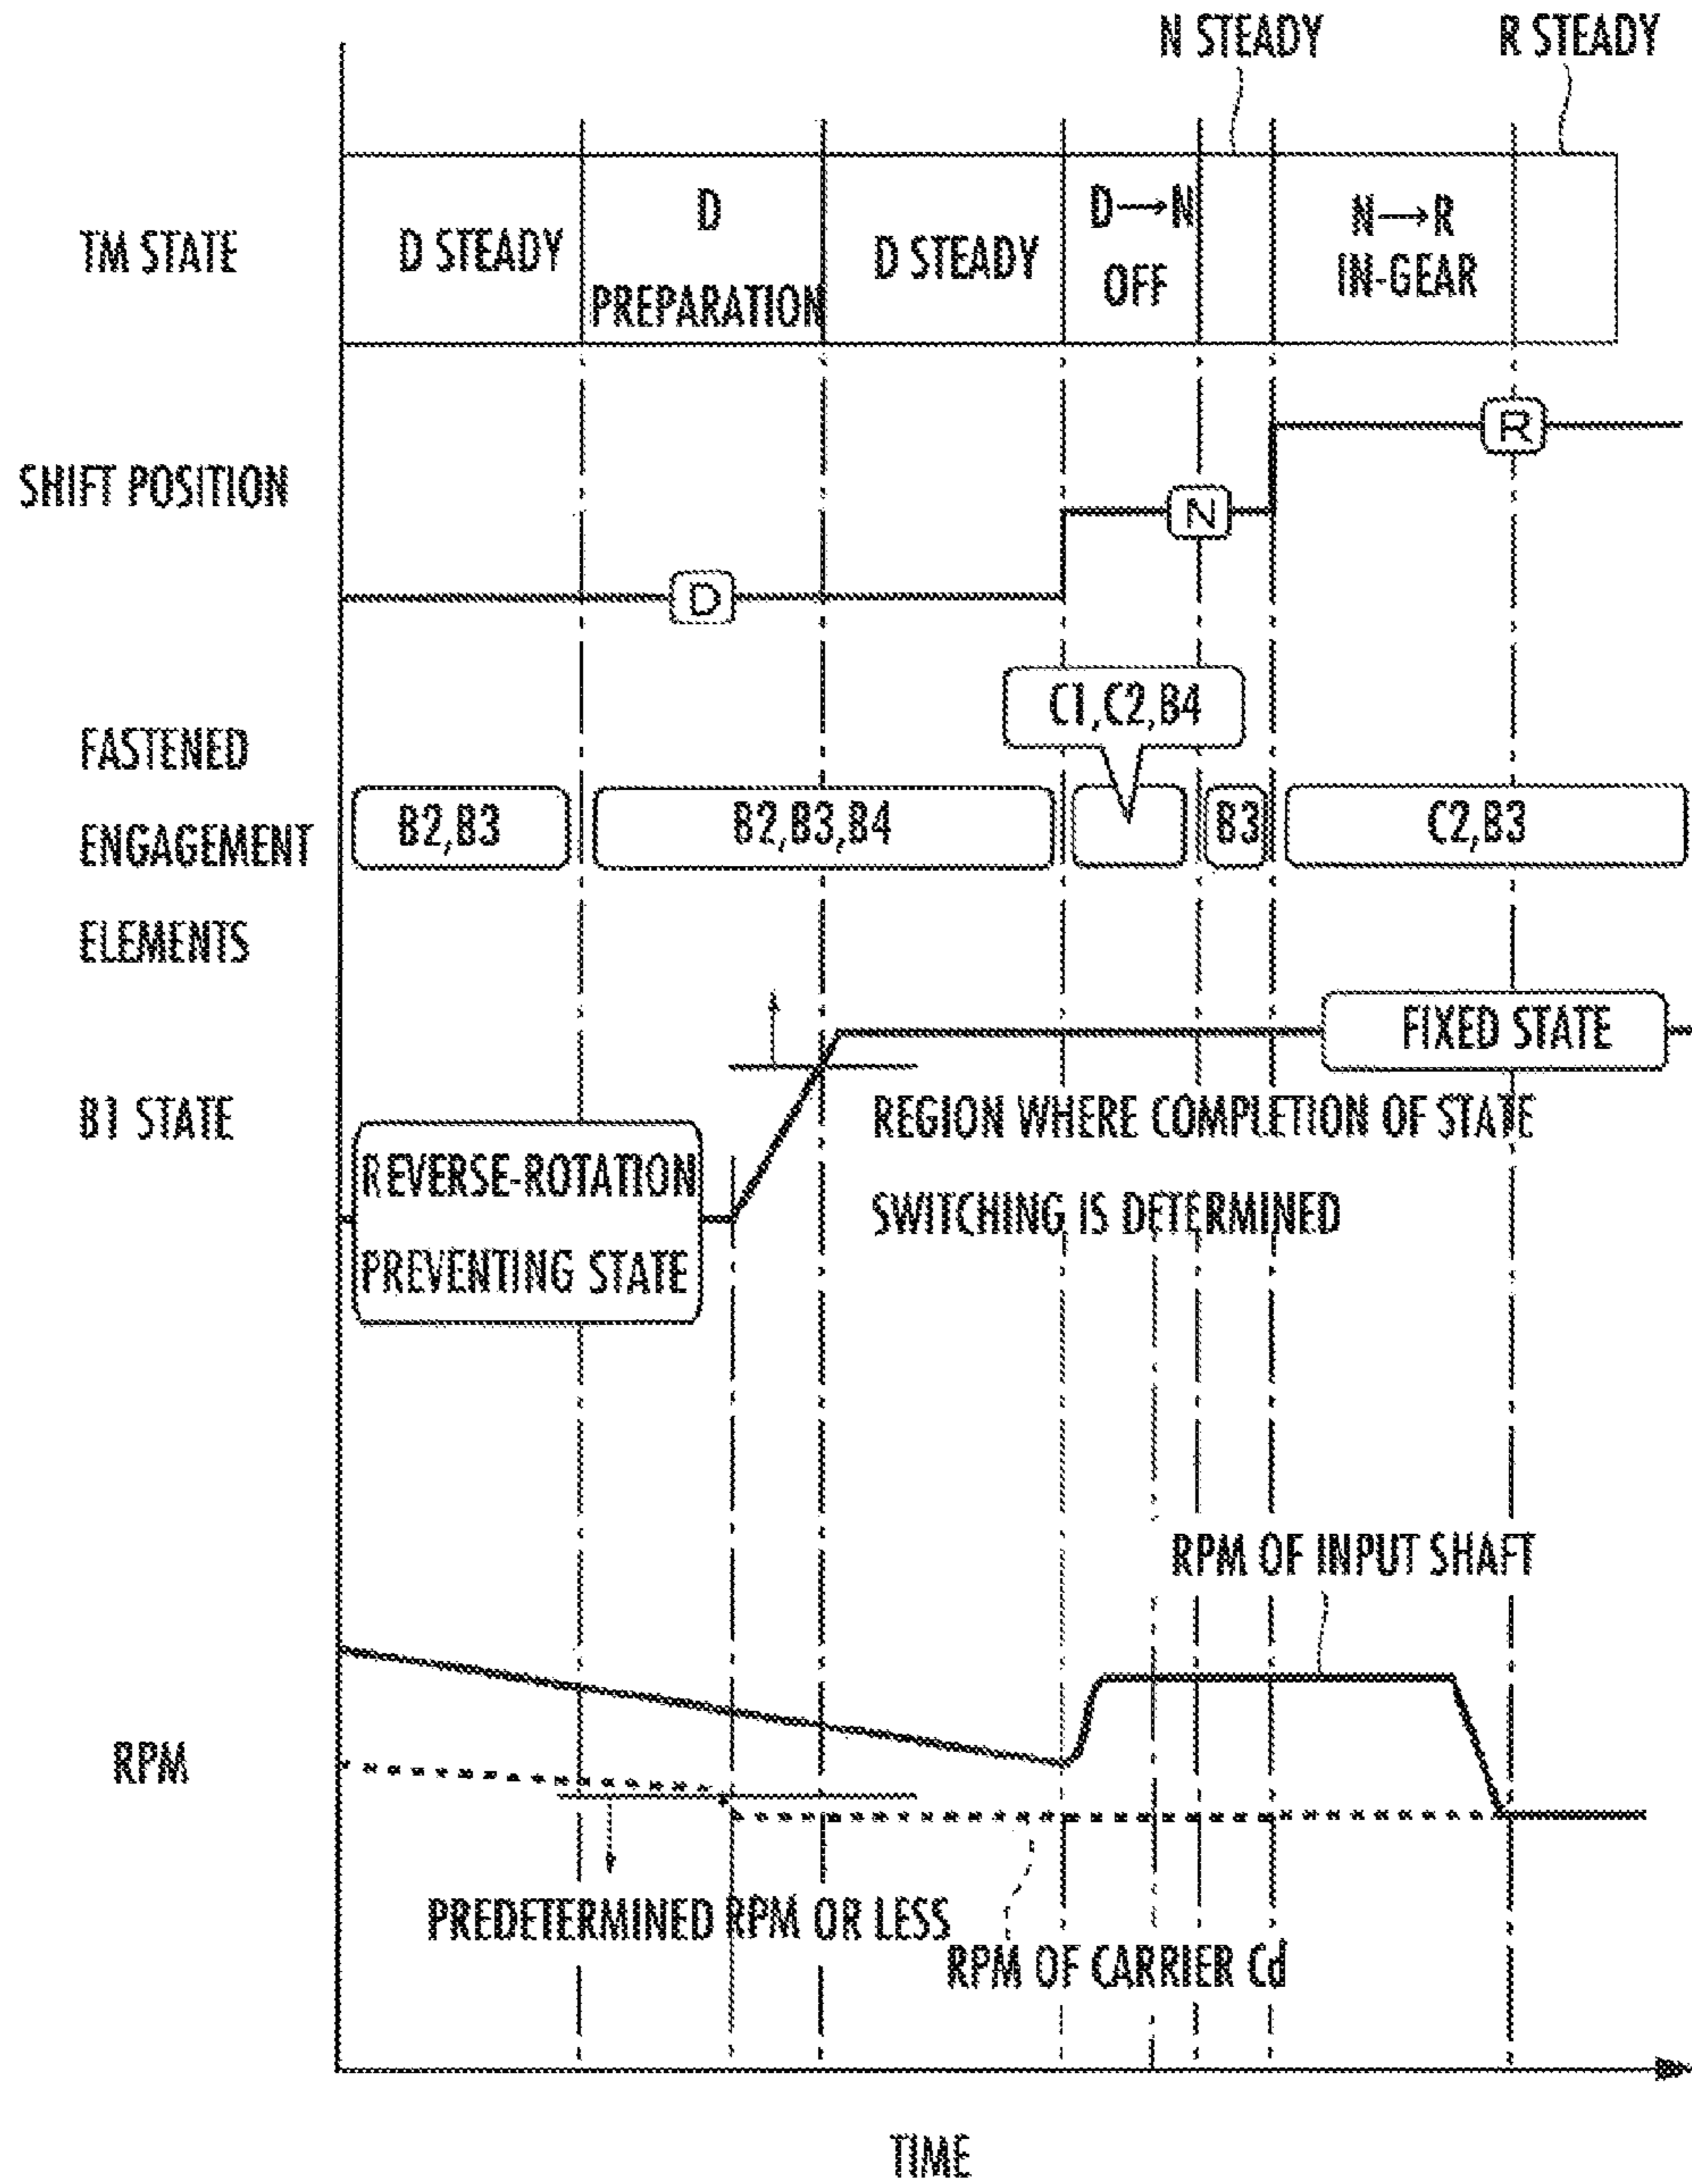 N STEADY
R STEADY
TM STATE
D STEADY
D
PREPARATION
D STEADY
D→N
OFF
N→R
IN-GEAR
SHIFT POSITION
R
N
D
C1,C2,B4
FASTENED
ENGAGEMENT
ELEMENTS
B2,B3
B2,B3,B4
B3
C2,B3
FIXED STATE
B1 STATE
REGION WHERE COMPLETION OF STATE
SWITCHING IS DETERMINED
REVERSE-ROTATION
PREVENTING STATE
RPM OF INPUT SHAFT
RPM
PREDETERMINED RPM OR LESS
RPM OF CARRIER Cd
TIME